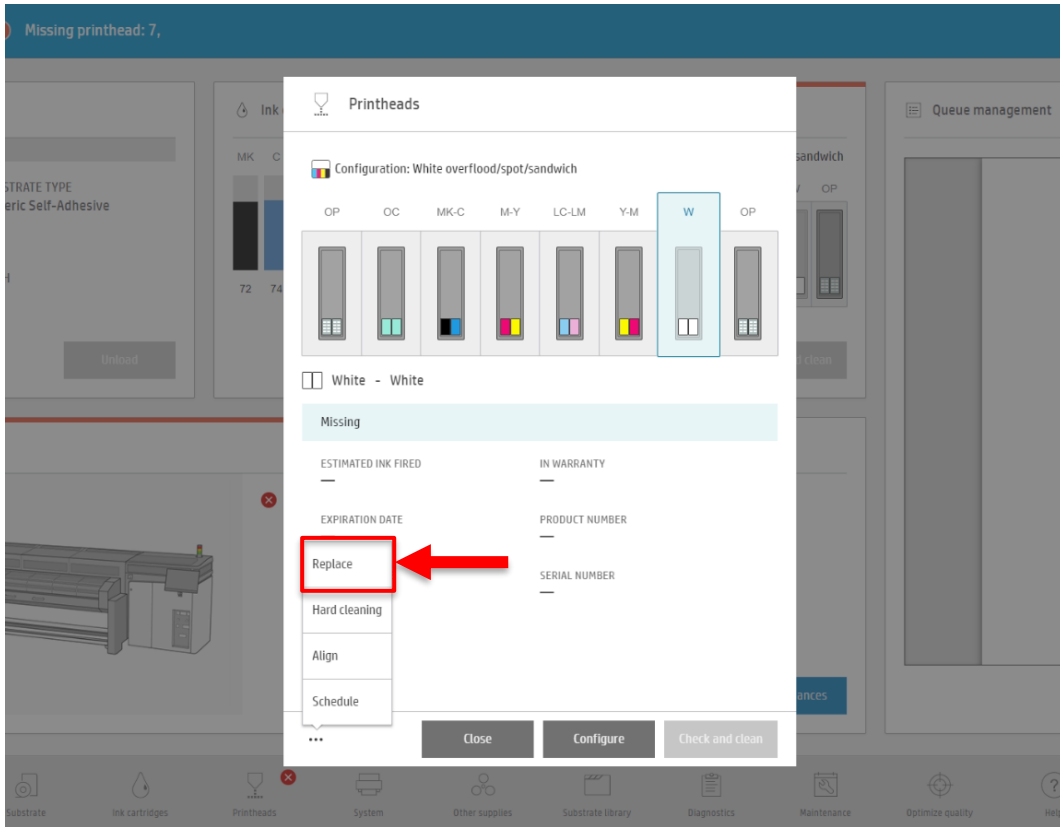 Missing printhead: 7,
Printheads
Ink
Queue management
Configuration: White overflood/spot/sandwich
MK C
sandwich
STRATE TYPE
eric Self-Adhesive
OP
OP OC MK-C M-Y LC-LM Y-M W OP
72 74
Unload
clean
White - White
Missing
ESTIMATED INK FIRED
—
IN WARRANTY
—
EXPIRATION DATE
PRODUCT NUMBER
—
Replace
SERIAL NUMBER
—
Hard cleaning
Align
Schedule
ances
... Close Configure Check and clean
Substrate Ink cartridges Printheads System Other supplies Substrate library Diagnostics Maintenance Optimize quality Hel